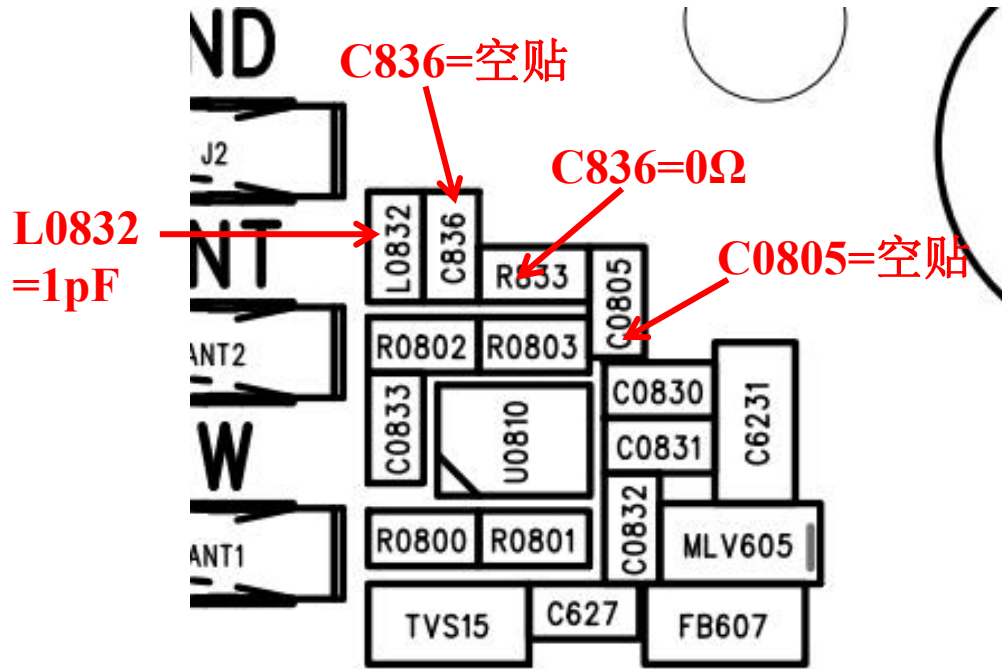 ND
C836=空贴
J2
C836=0Ω
L0832
=1pF
NT
L0832
C836
R833
C0805
C0805=空贴
R0802
R0803
ANT2
C0830
C0833
U0810
C0831
C6231
W
C0832
R0800
R0801
MLV605
ANT1
TVS15
C627
FB607